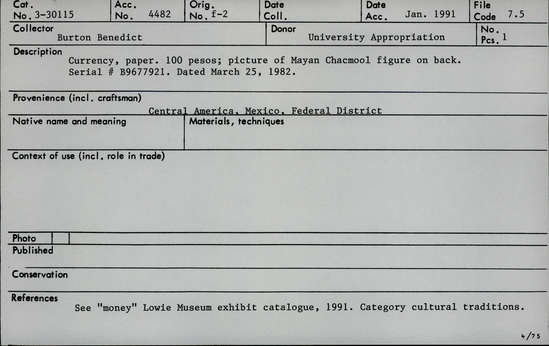 Cat. No. 3-30115 Acc. No. 4482 Orig. No. f-2 Date Coll. Date Acc. Jan. 1991 File Code 7.5
Collector Burton Benedict Donor University Appropriation No. Pcs. 1
Description
Currency, paper. 100 pesos; picture of Mayan Chacmool figure on back.
Serial # B9677921. Dated March 25, 1982.
Provenience (incl. craftsman)
Central America, Mexico, Federal District
Native name and meaning Materials, techniques
Context of use (incl. role in trade)
Photo
Published
Conservation
References
See "money" Lowie Museum exhibit catalogue, 1991. Category cultural traditions.
4/75